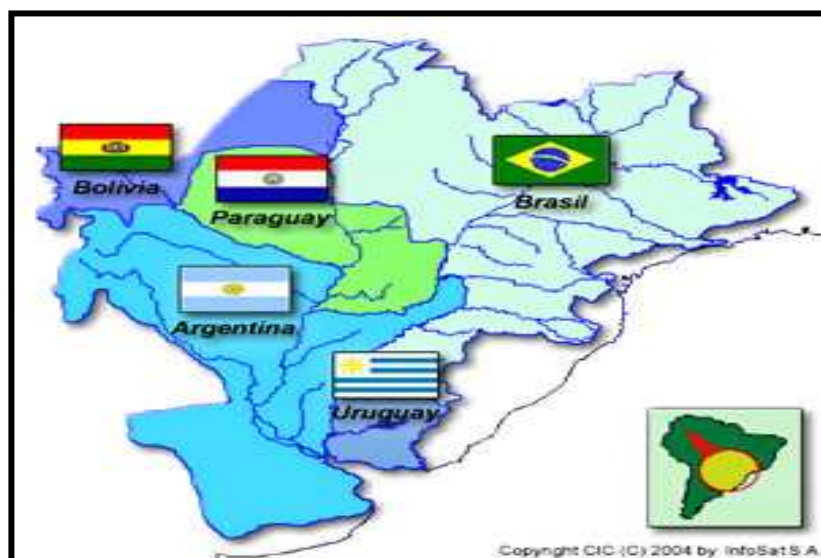 Bolivia
Paraguay
Brasil
Argentina
Uruguay
Copyright CIC (C) 2004 by InfoSat S A